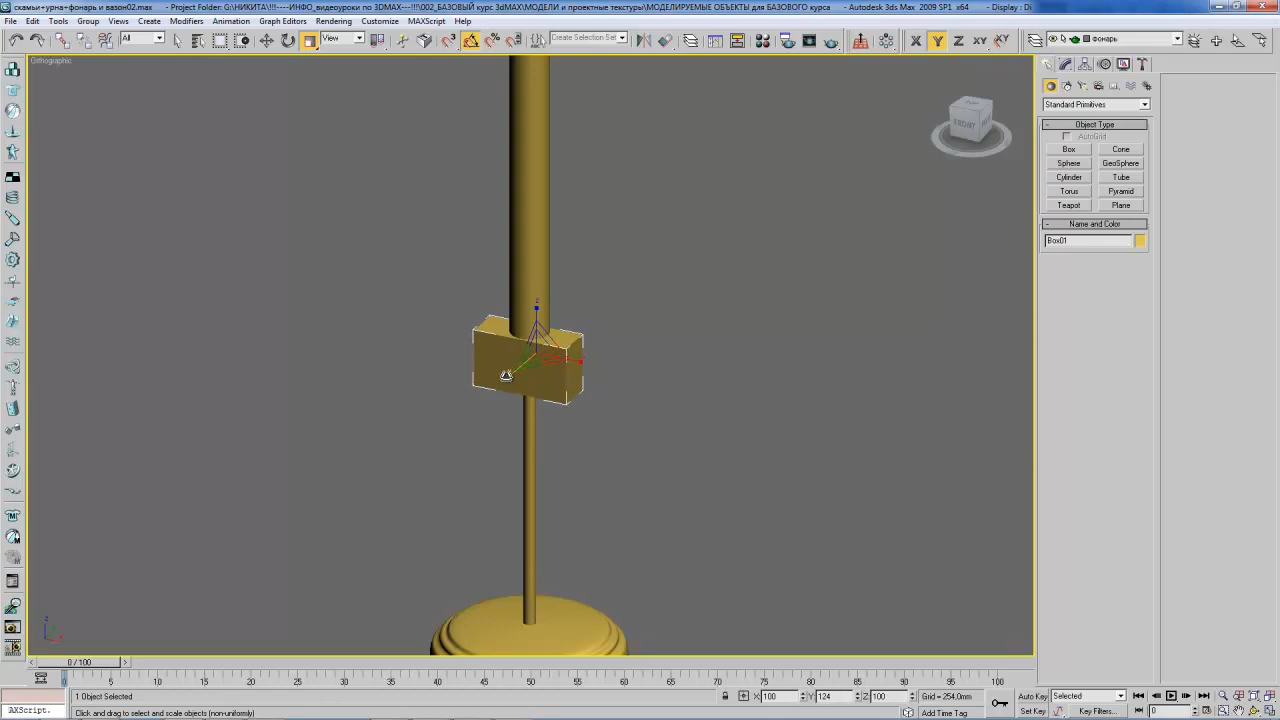 скамьи+урна+фонарь и вазон02.max - Project Folder: G:\НИКИТА\!!!----ИНФО_видеоуроки по 3DMAX---!!!\002_БАЗОВЫЙ курс 3dMAX\МОДЕЛИ и проектные текстуры\МОДЕЛИРУЕМЫЕ ОБЪЕКТЫ для БАЗОВОГО курса - Autodesk 3ds Max 2009 SP1 x64 - Display : Di
File Edit Tools Group Views Create Modifiers Animation Graph Editors Rendering Customize MAXScript Help
All View Create Selection Set X Y Z XY фонарь
Orthographic
FRONT
Standard Primitives
- Object Type
AutoGrid
Box Cone
Sphere GeoSphere
Cylinder Tube
Torus Pyramid
Teapot Plane
- Name and Color
Box01
z
z
x
0 / 100
0 5 10 15 20 25 30 35 40 45 50 55 60 65 70 75 80 85 90 95 100
1 Object Selected X: 100 Y: 124 Z: 100 Grid = 254.0mm Auto Key Selected
AXScript. Click and drag to select and scale objects (non-uniformly) Add Time Tag Set Key Key Filters... 0